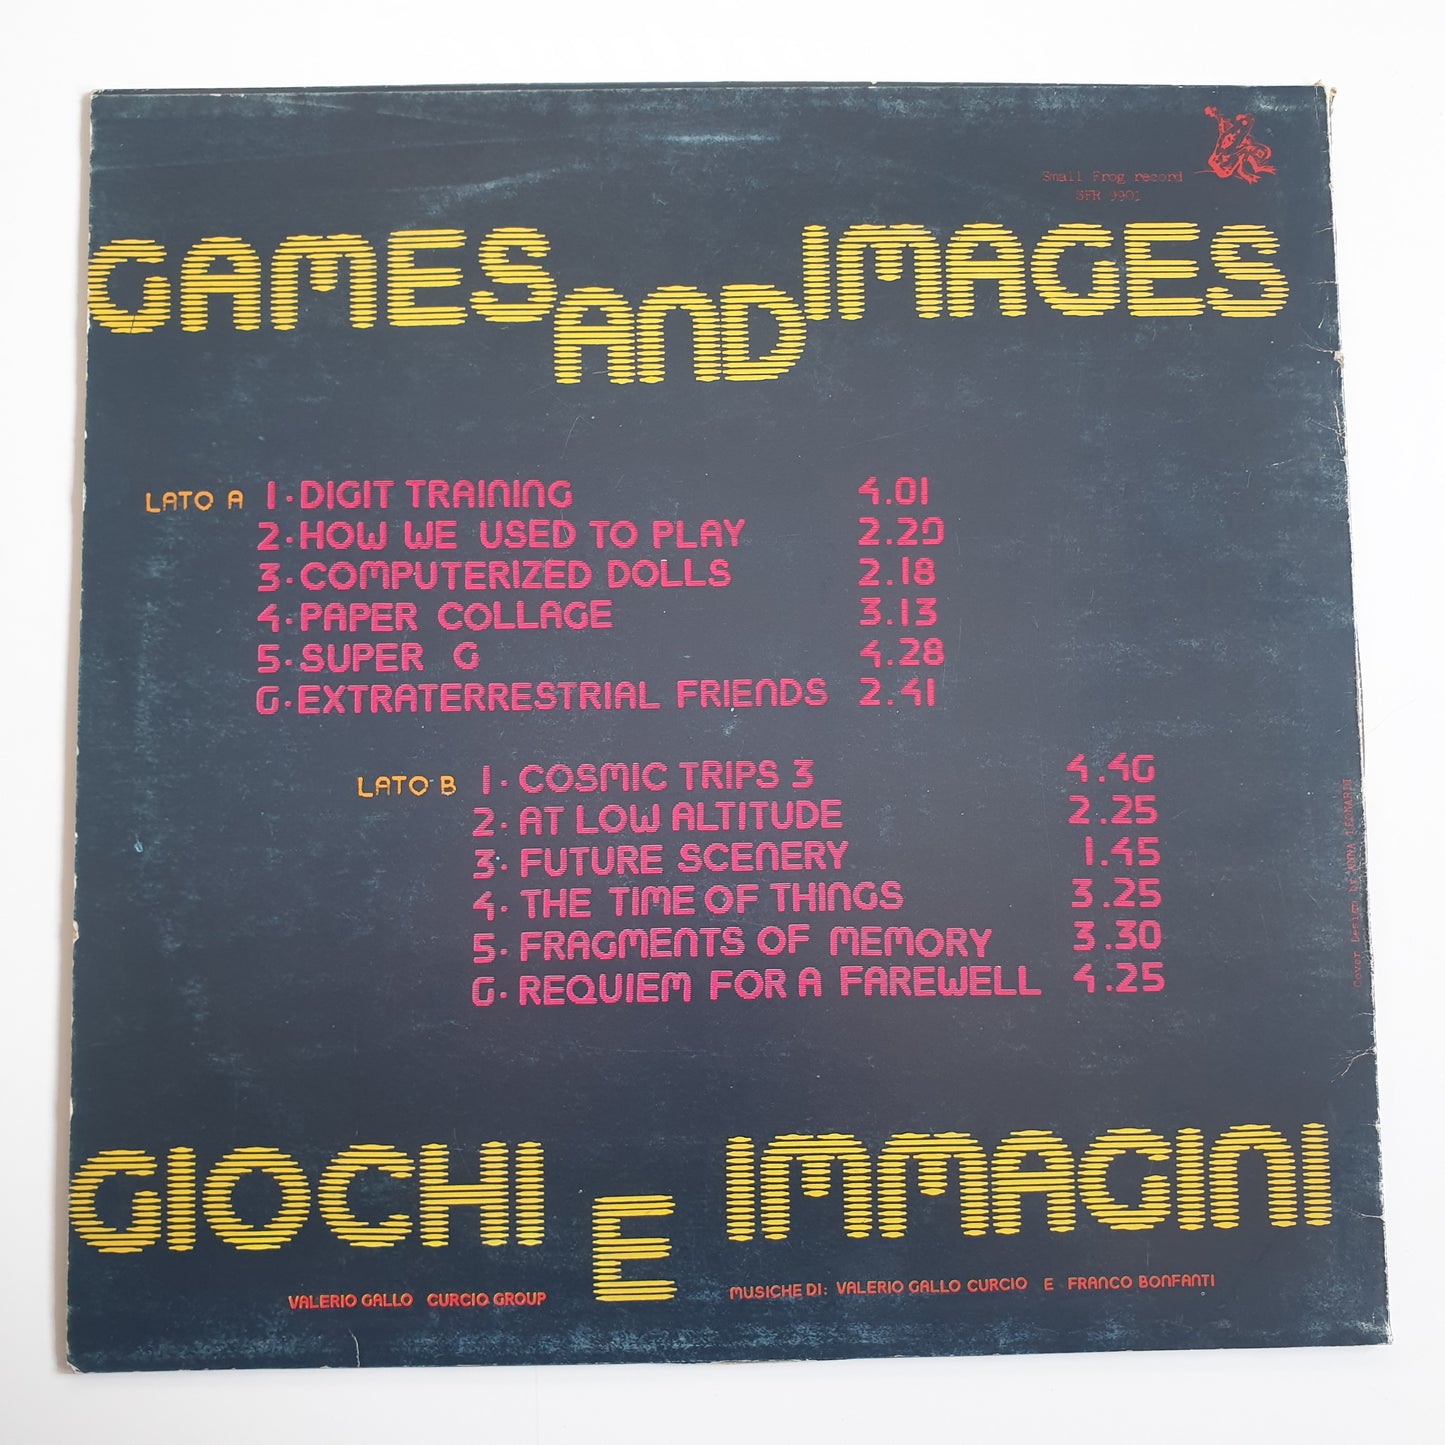 Small Frog record
SFR 9901
GAMES AND IMAGES
LATO A 1. DIGIT TRAINING 4.01
2. HOW WE USED TO PLAY 2.20
3. COMPUTERIZED DOLLS 2.18
4. PAPER COLLAGE 3.13
5. SUPER G 4.28
6. EXTRATERRESTRIAL FRIENDS 2.41
LATO B 1. COSMIC TRIPS 3 4.46
2. AT LOW ALTITUDE 2.25
3. FUTURE SCENERY 1.45
4. THE TIME OF THINGS 3.25
5. FRAGMENTS OF MEMORY 3.30
6. REQUIEM FOR A FAREWELL 4.25
Cover design by
GIOCHI E IMMAGINI
VALERIO GALLO CURCIO GROUP
MUSICHE DI: VALERIO GALLO CURCIO E FRANCO BONFANTI